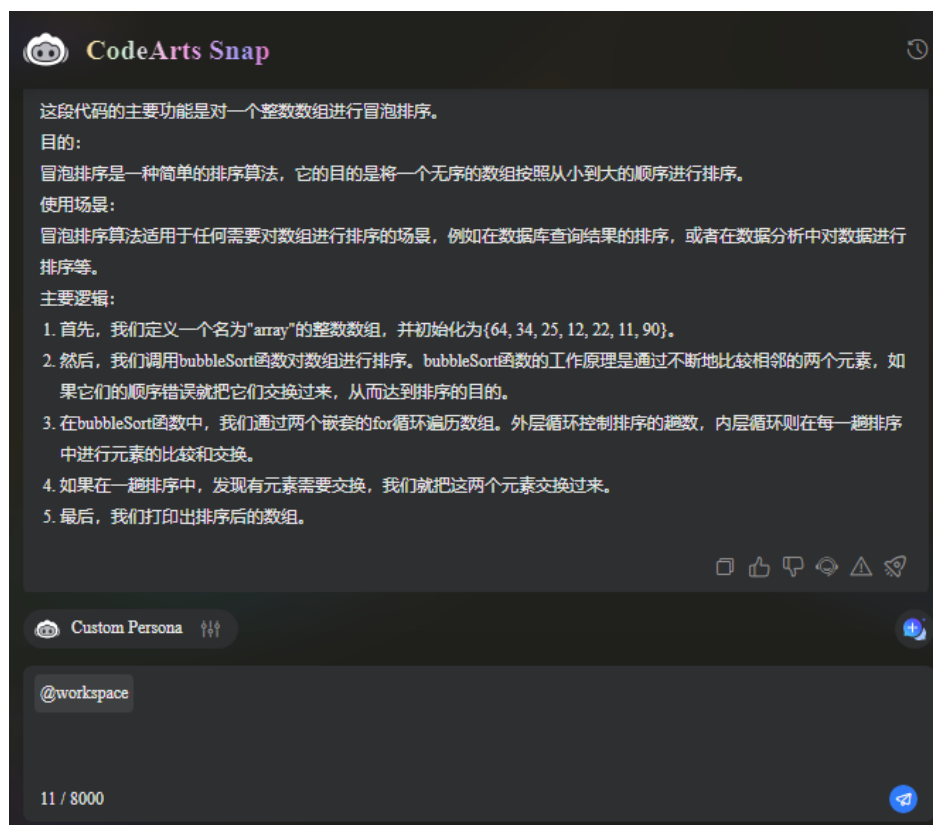 CodeArts Snap
这段代码的主要功能是对一个整数数组进行冒泡排序。
目的:
冒泡排序是一种简单的排序算法，它的目的是将一个无序的数组按照从小到大的顺序进行排序。
使用场景:
冒泡排序算法适用于任何需要对数组进行排序的场景，例如在数据库查询结果的排序，或者在数据分析中对数据进行
排序等。
主要逻辑:
1. 首先，我们定义一个名为"array"的整数数组，并初始化为{64, 34, 25, 12, 22, 11, 90}。
2. 然后，我们调用bubbleSort函数对数组进行排序。bubbleSort函数的工作原理是通过不断地比较相邻的两个元素，如
果它们的顺序错误就把它们交换过来，从而达到排序的目的。
3. 在bubbleSort函数中，我们通过两个嵌套的for循环遍历数组。外层循环控制排序的趟数，内层循环则在每一趟排序
中进行元素的比较和交换。
4. 如果在一趟排序中，发现有元素需要交换，我们就把这两个元素交换过来。
5. 最后，我们打印出排序后的数组。
Custom Persona
@workspace
11 / 8000